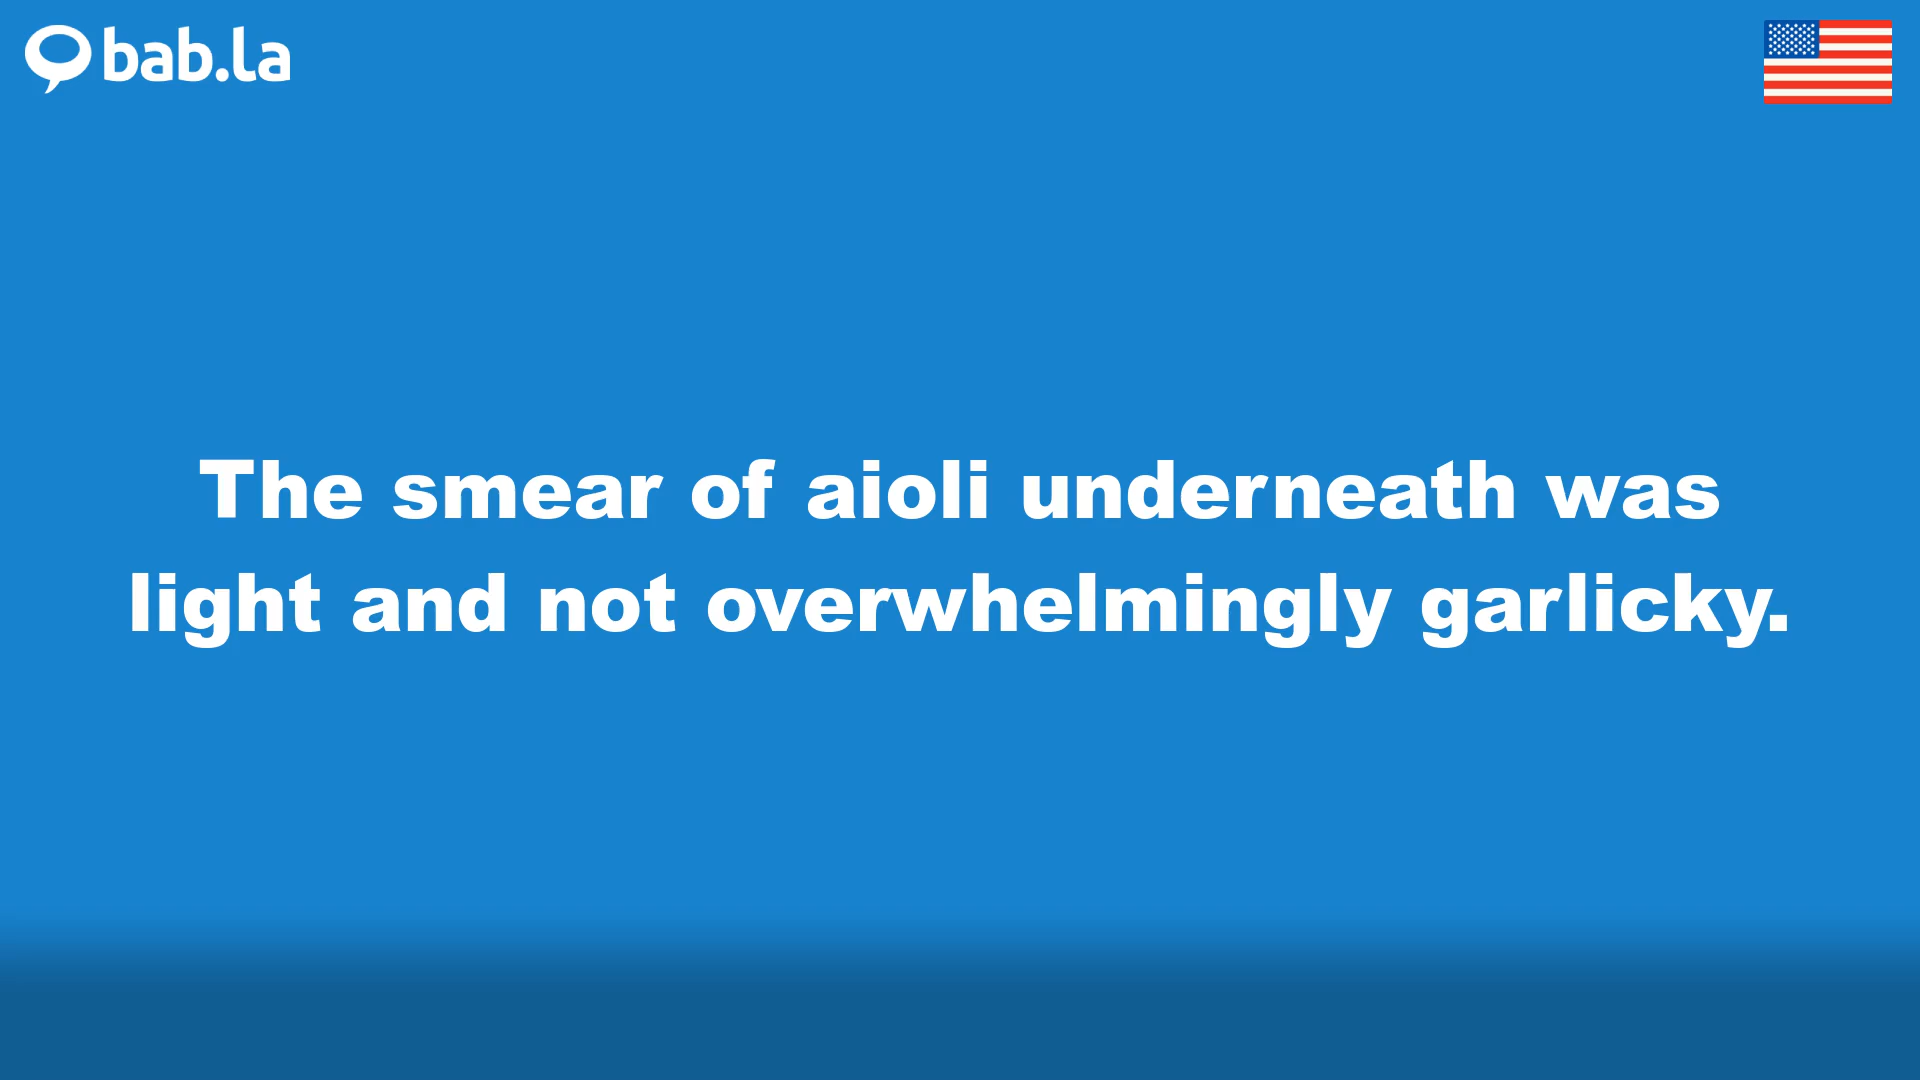 bab.la
The smear of aioli underneath was
light and not overwhelmingly garlicky.